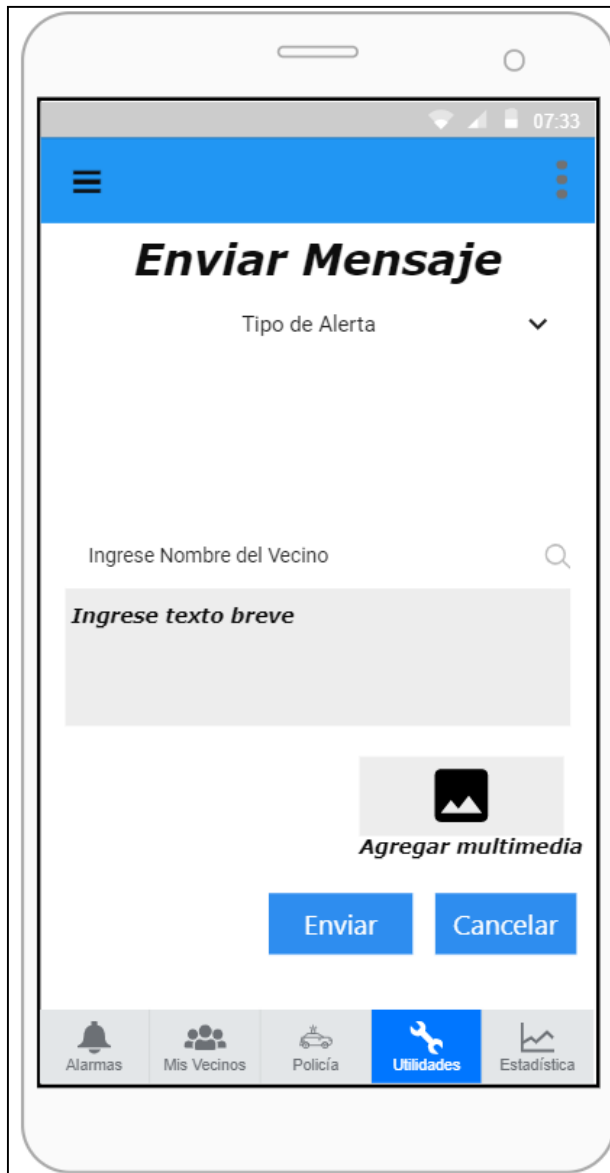 07:33
Enviar Mensaje
Tipo de Alerta
Ingrese Nombre del Vecino
Ingrese texto breve
Agregar multimedia
Enviar Cancelar
Alarmas Mis Vecinos Policía Utilidades Estadística